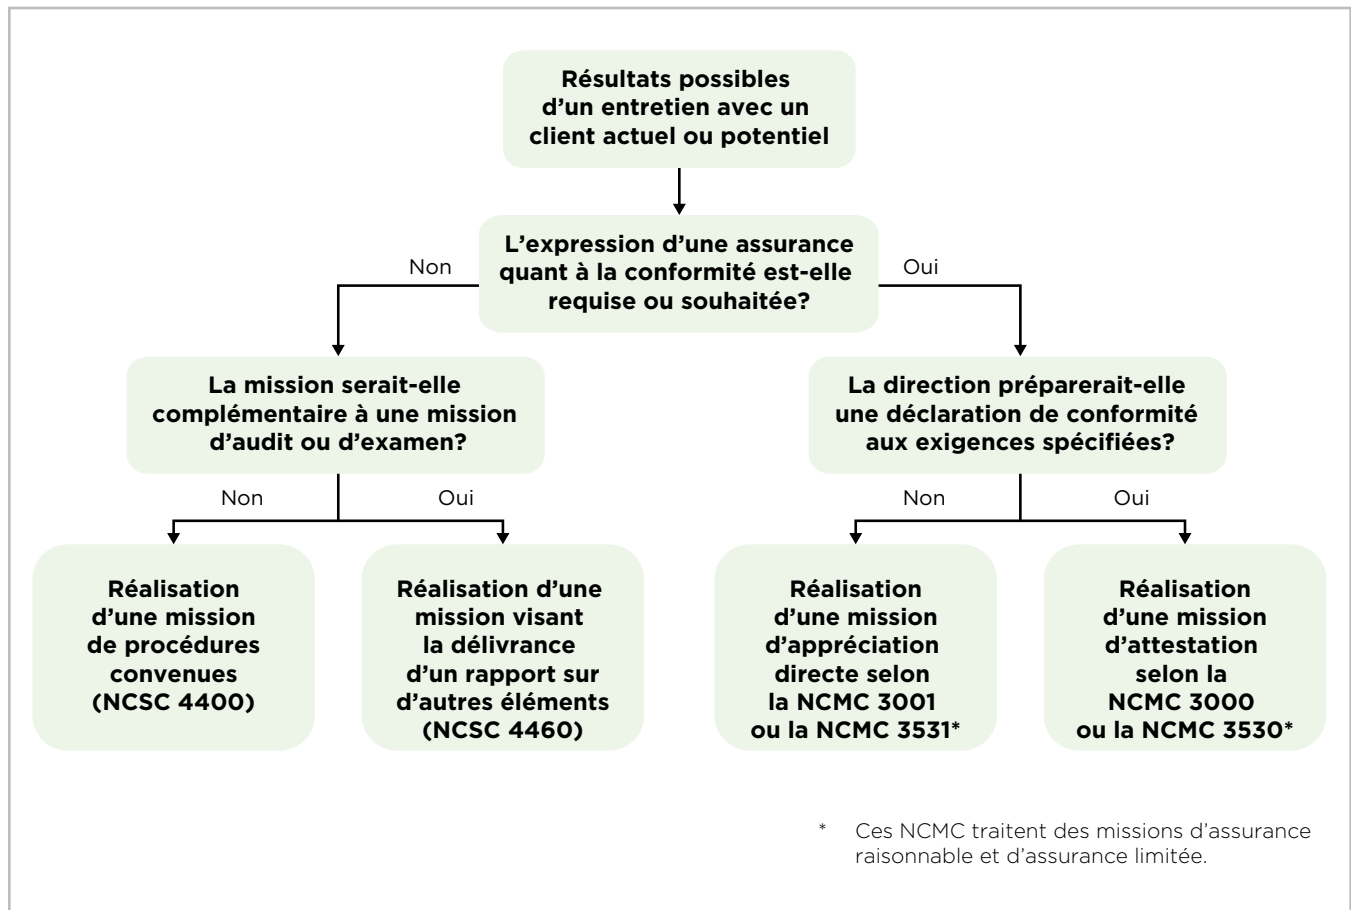 Résultats possibles
d’un entretien avec un
client actuel ou potentiel
L’expression d’une assurance
quant à la conformité est-elle
requise ou souhaitée?
Non
Oui
La mission serait-elle
complémentaire à une mission
d’audit ou d’examen?
La direction préparerait-elle
une déclaration de conformité
aux exigences spécifiées?
Non
Oui
Non
Oui
Réalisation
d’une mission
de procédures
convenues
(NCSC 4400)
Réalisation d’une
mission visant
la délivrance
d’un rapport sur
d’autres éléments
(NCSC 4460)
Réalisation
d’une mission
d’appréciation
directe selon
la NCMC 3001
ou la NCMC 3531*
Réalisation
d’une mission
d’attestation
selon la
NCMC 3000
ou la NCMC 3530*
* Ces NCMC traitent des missions d’assurance
raisonnable et d’assurance limitée.